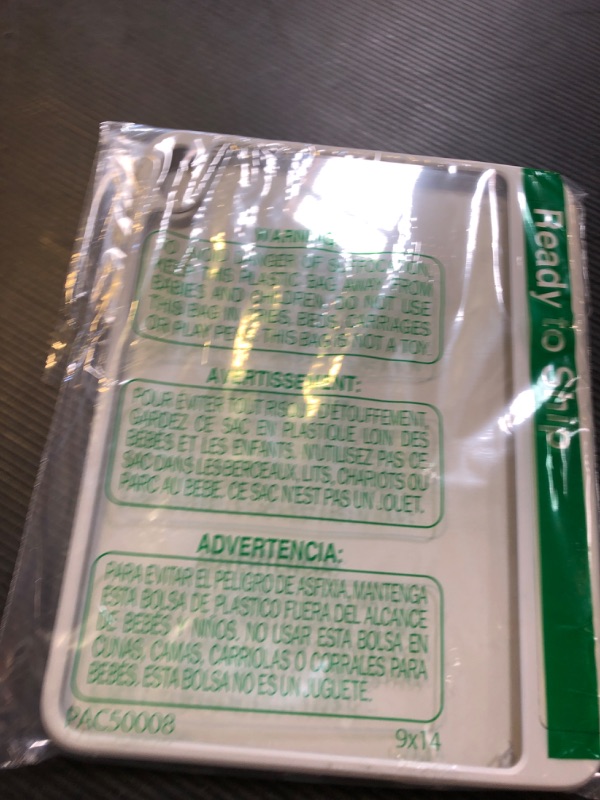 WARNING:
TO AVOID DANGER OF SUFFOCATION,
KEEP THIS PLASTIC BAG AWAY FROM
BABIES AND CHILDREN. DO NOT USE
THIS BAG IN CRIBS, BEDS, CARRIAGES
OR PLAY PENS. THIS BAG IS NOT A TOY.
AVERTISSEMENT:
POUR EVITER TOUT RISQUE D'ETOUFFEMENT,
GARDEZ CE SAC EN PLASTIQUE LOIN DES
BEBES ET LES ENFANTS. N'UTILISEZ PAS CE
SAC DANS LES BERCEAUX, LITS, CHARIOTS OU
PARC AU BEBE. CE SAC N'EST PAS UN JOUET.
ADVERTENCIA:
PARA EVITAR EL PELIGRO DE ASFIXIA, MANTENGA
ESTA BOLSA DE PLASTICO FUERA DEL ALCANCE
DE BEBÉS Y NIÑOS. NO USAR ESTA BOLSA EN
CUNAS, CAMAS, CARRIOLAS O CORRALES PARA
BEBÉS. ESTA BOLSA NO ES UN JUGUETE.
PAC50008
9x14
Ready to Ship